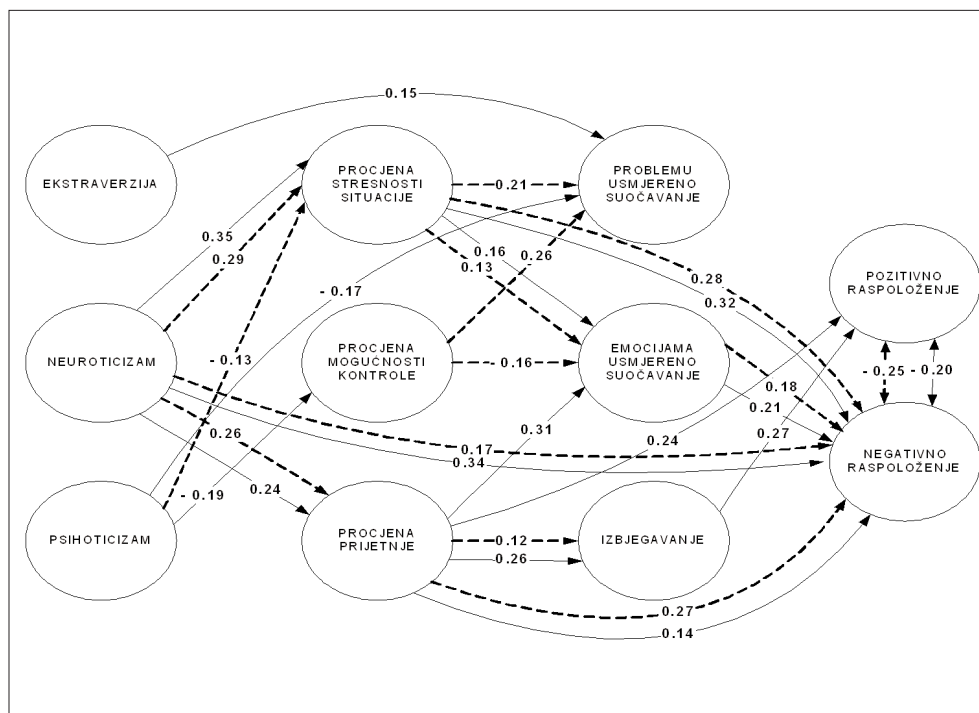 0.15
EKSTRAVERZIJA
PROCJENA
STRESNOSTI
SITUACIJE
0.21
PROBLEMU
USMJERENO
SUOČAVANJE
0.35
0.29
0.16
0.13
0.26
- 0.17
0.28
0.32
POZITIVNO
RASPOLOŽENJE
NEUROTICIZAM
- 0.13
PROCJENA
MOGUĆNOSTI
KONTROLE
- 0.16
EMOCIJAMA
USMJERENO
SUOČAVANJE
- 0.25
- 0.20
0.18
0.21
0.26
0.31
0.24
0.27
0.17
0.34
NEGATIVNO
RASPOLOŽENJE
- 0.19
0.24
PSIHOTICIZAM
PROCJENA
PRIJETNJE
0.12
0.26
IZBJEGAVANJE
0.27
0.14